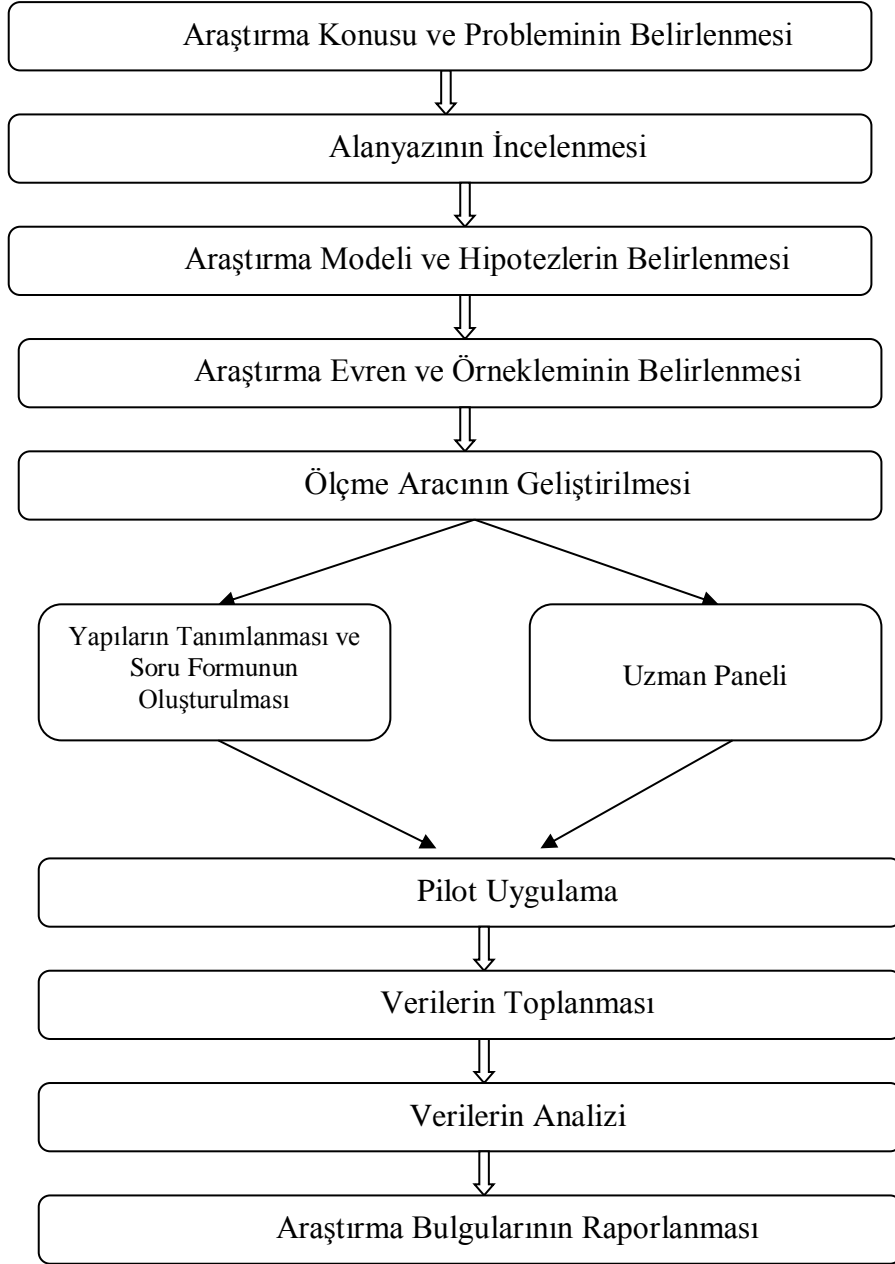 Araştırma Konusu ve Probleminin Belirlenmesi
Alanyazının İncelenmesi
Araştırma Modeli ve Hipotezlerin Belirlenmesi
Araştırma Evren ve Örnekleminin Belirlenmesi
Ölçme Aracının Geliştirilmesi
Yapıların Tanımlanması ve
Soru Formunun
Oluşturulması
Uzman Paneli
Pilot Uygulama
Verilerin Toplanması
Verilerin Analizi
Araştırma Bulgularının Raporlanması